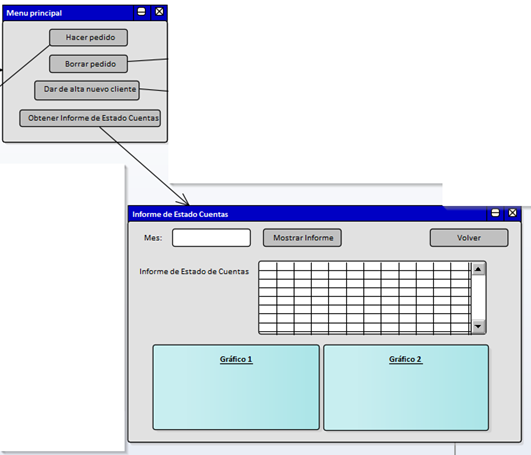 Menu principal
Hacer pedido
Borrar pedido
Dar de alta nuevo cliente
Obtener Informe de Estado Cuentas
Informe de Estado Cuentas
Mes:
Mostrar Informe
Volver
Informe de Estado de Cuentas
Gráfico 1
Gráfico 2